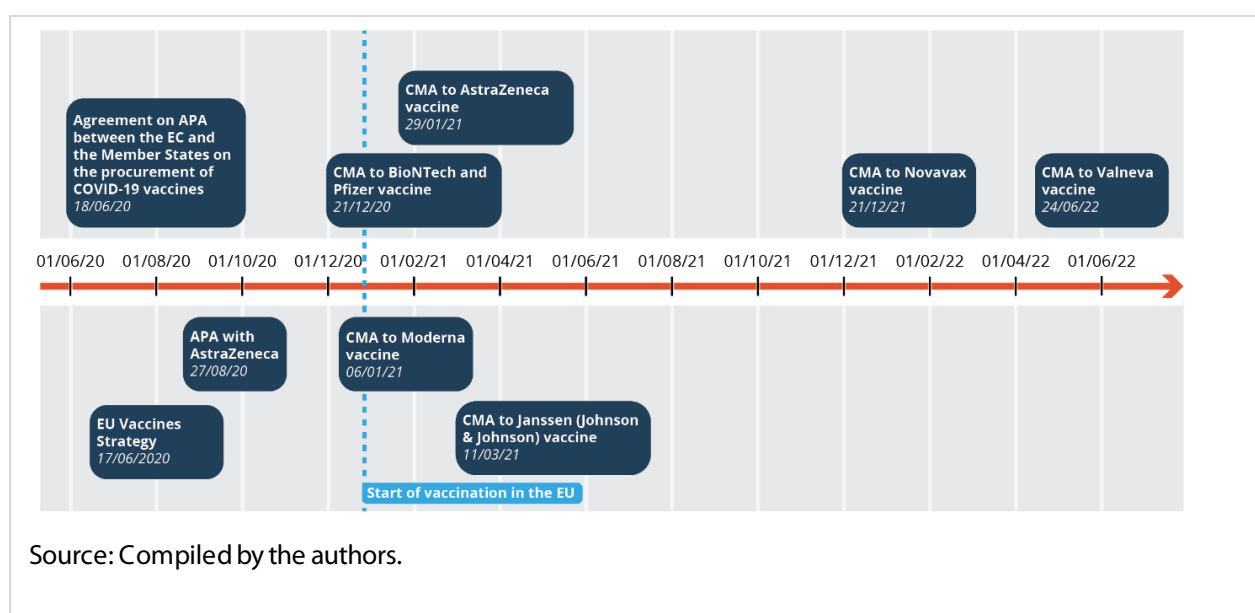 Agreement on APA
between the EC and
the Member States on
the procurement of
COVID-19 vaccines
18/06/20
CMA to AstraZeneca
vaccine
29/01/21
CMA to BioNTech and
Pfizer vaccine
21/12/20
CMA to Novavax
vaccine
21/12/21
CMA to Valneva
vaccine
24/06/22
01/06/20 01/08/20 01/10/20 01/12/20 01/02/21 01/04/21 01/06/21 01/08/21 01/10/21 01/12/21 01/02/22 01/04/22 01/06/22
APA with
AstraZeneca
27/08/20
CMA to Moderna
vaccine
06/01/21
EU Vaccines
Strategy
17/06/2020
CMA to Janssen (Johnson
& Johnson) vaccine
11/03/21
Start of vaccination in the EU
Source: Compiled by the authors.